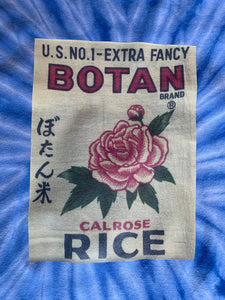 U.S. NO.1-EXTRA FANCY
BOTAN
BRAND
®
ぼたん米
CALROSE
RICE